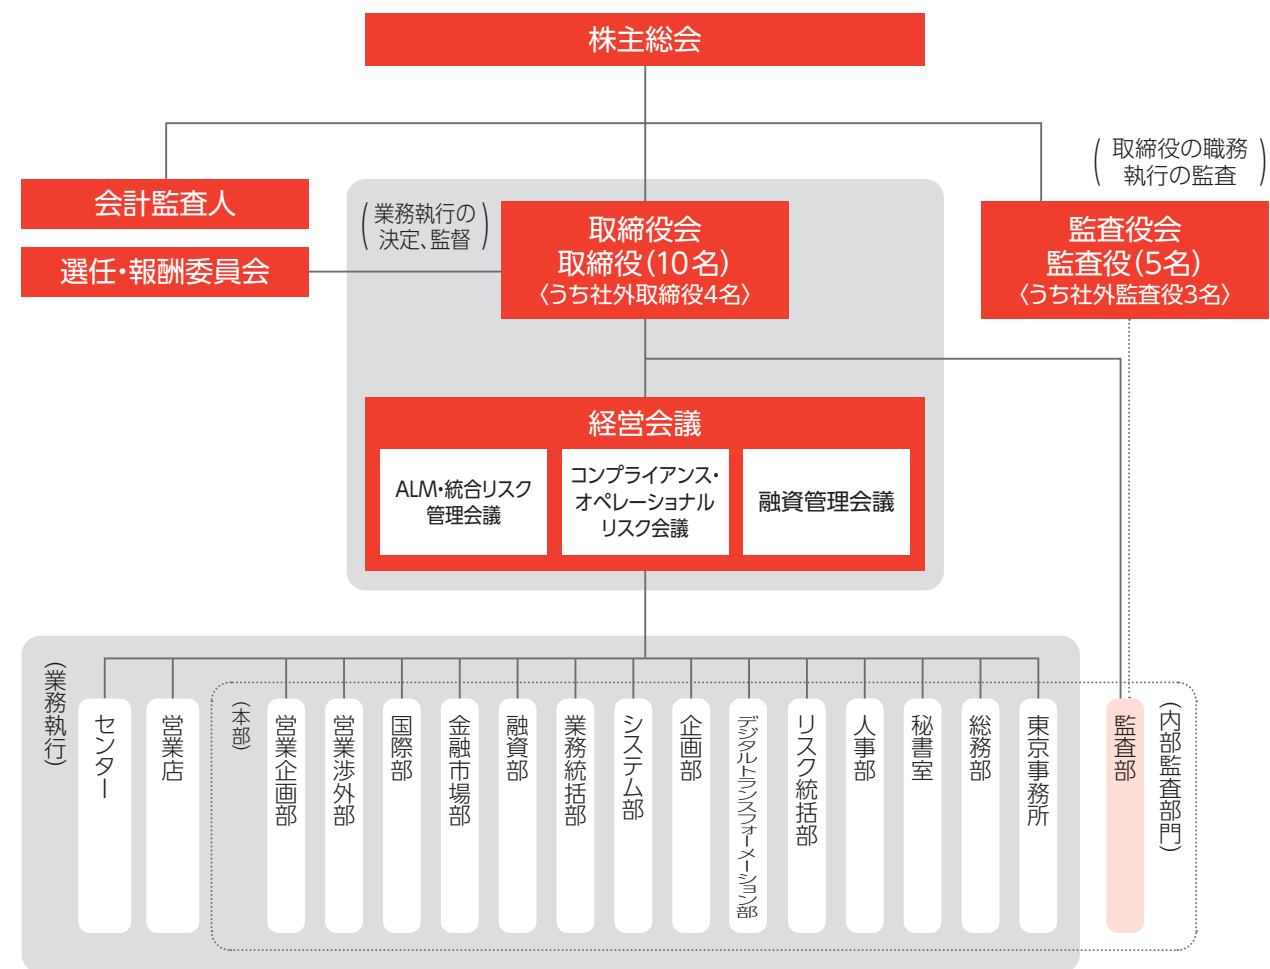 株主総会
(取締役の職務
執行の監査)
会計監査人
選任・報酬委員会
(業務執行の
決定、監督)
取締役会
取締役(10名)
〈うち社外取締役4名〉
監査役会
監査役(5名)
〈うち社外監査役3名〉
経営会議
ALM・統合リスク
管理会議
コンプライアンス・
オペレーショナル
リスク会議
融資管理会議
(業務執行)
センター
営業店
(本部)
営業企画部
営業渉外部
国際部
金融市場部
融資部
業務統括部
システム部
企画部
デジタルトランスフォーメーション部
リスク統括部
人事部
秘書室
総務部
東京事務所
監査部
(内部監査部門)